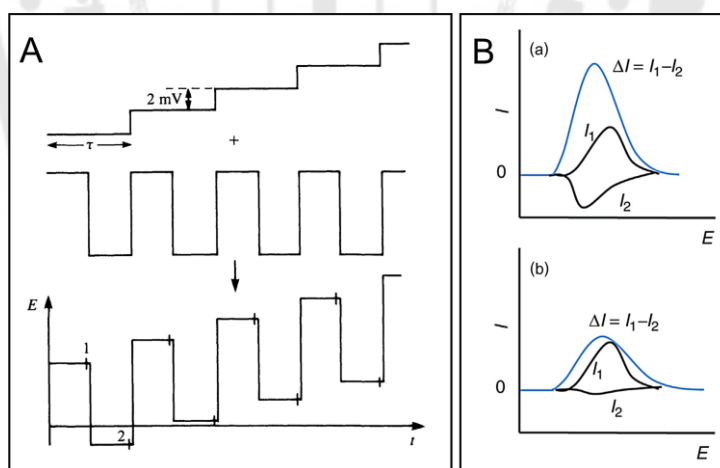 A
2 mV
τ
+
E
1
2
t
B
(a)
ΔI = I₁–I₂
I
I₁
0
I₂
E
(b)
ΔI = I₁–I₂
I
I₁
0
I₂
E